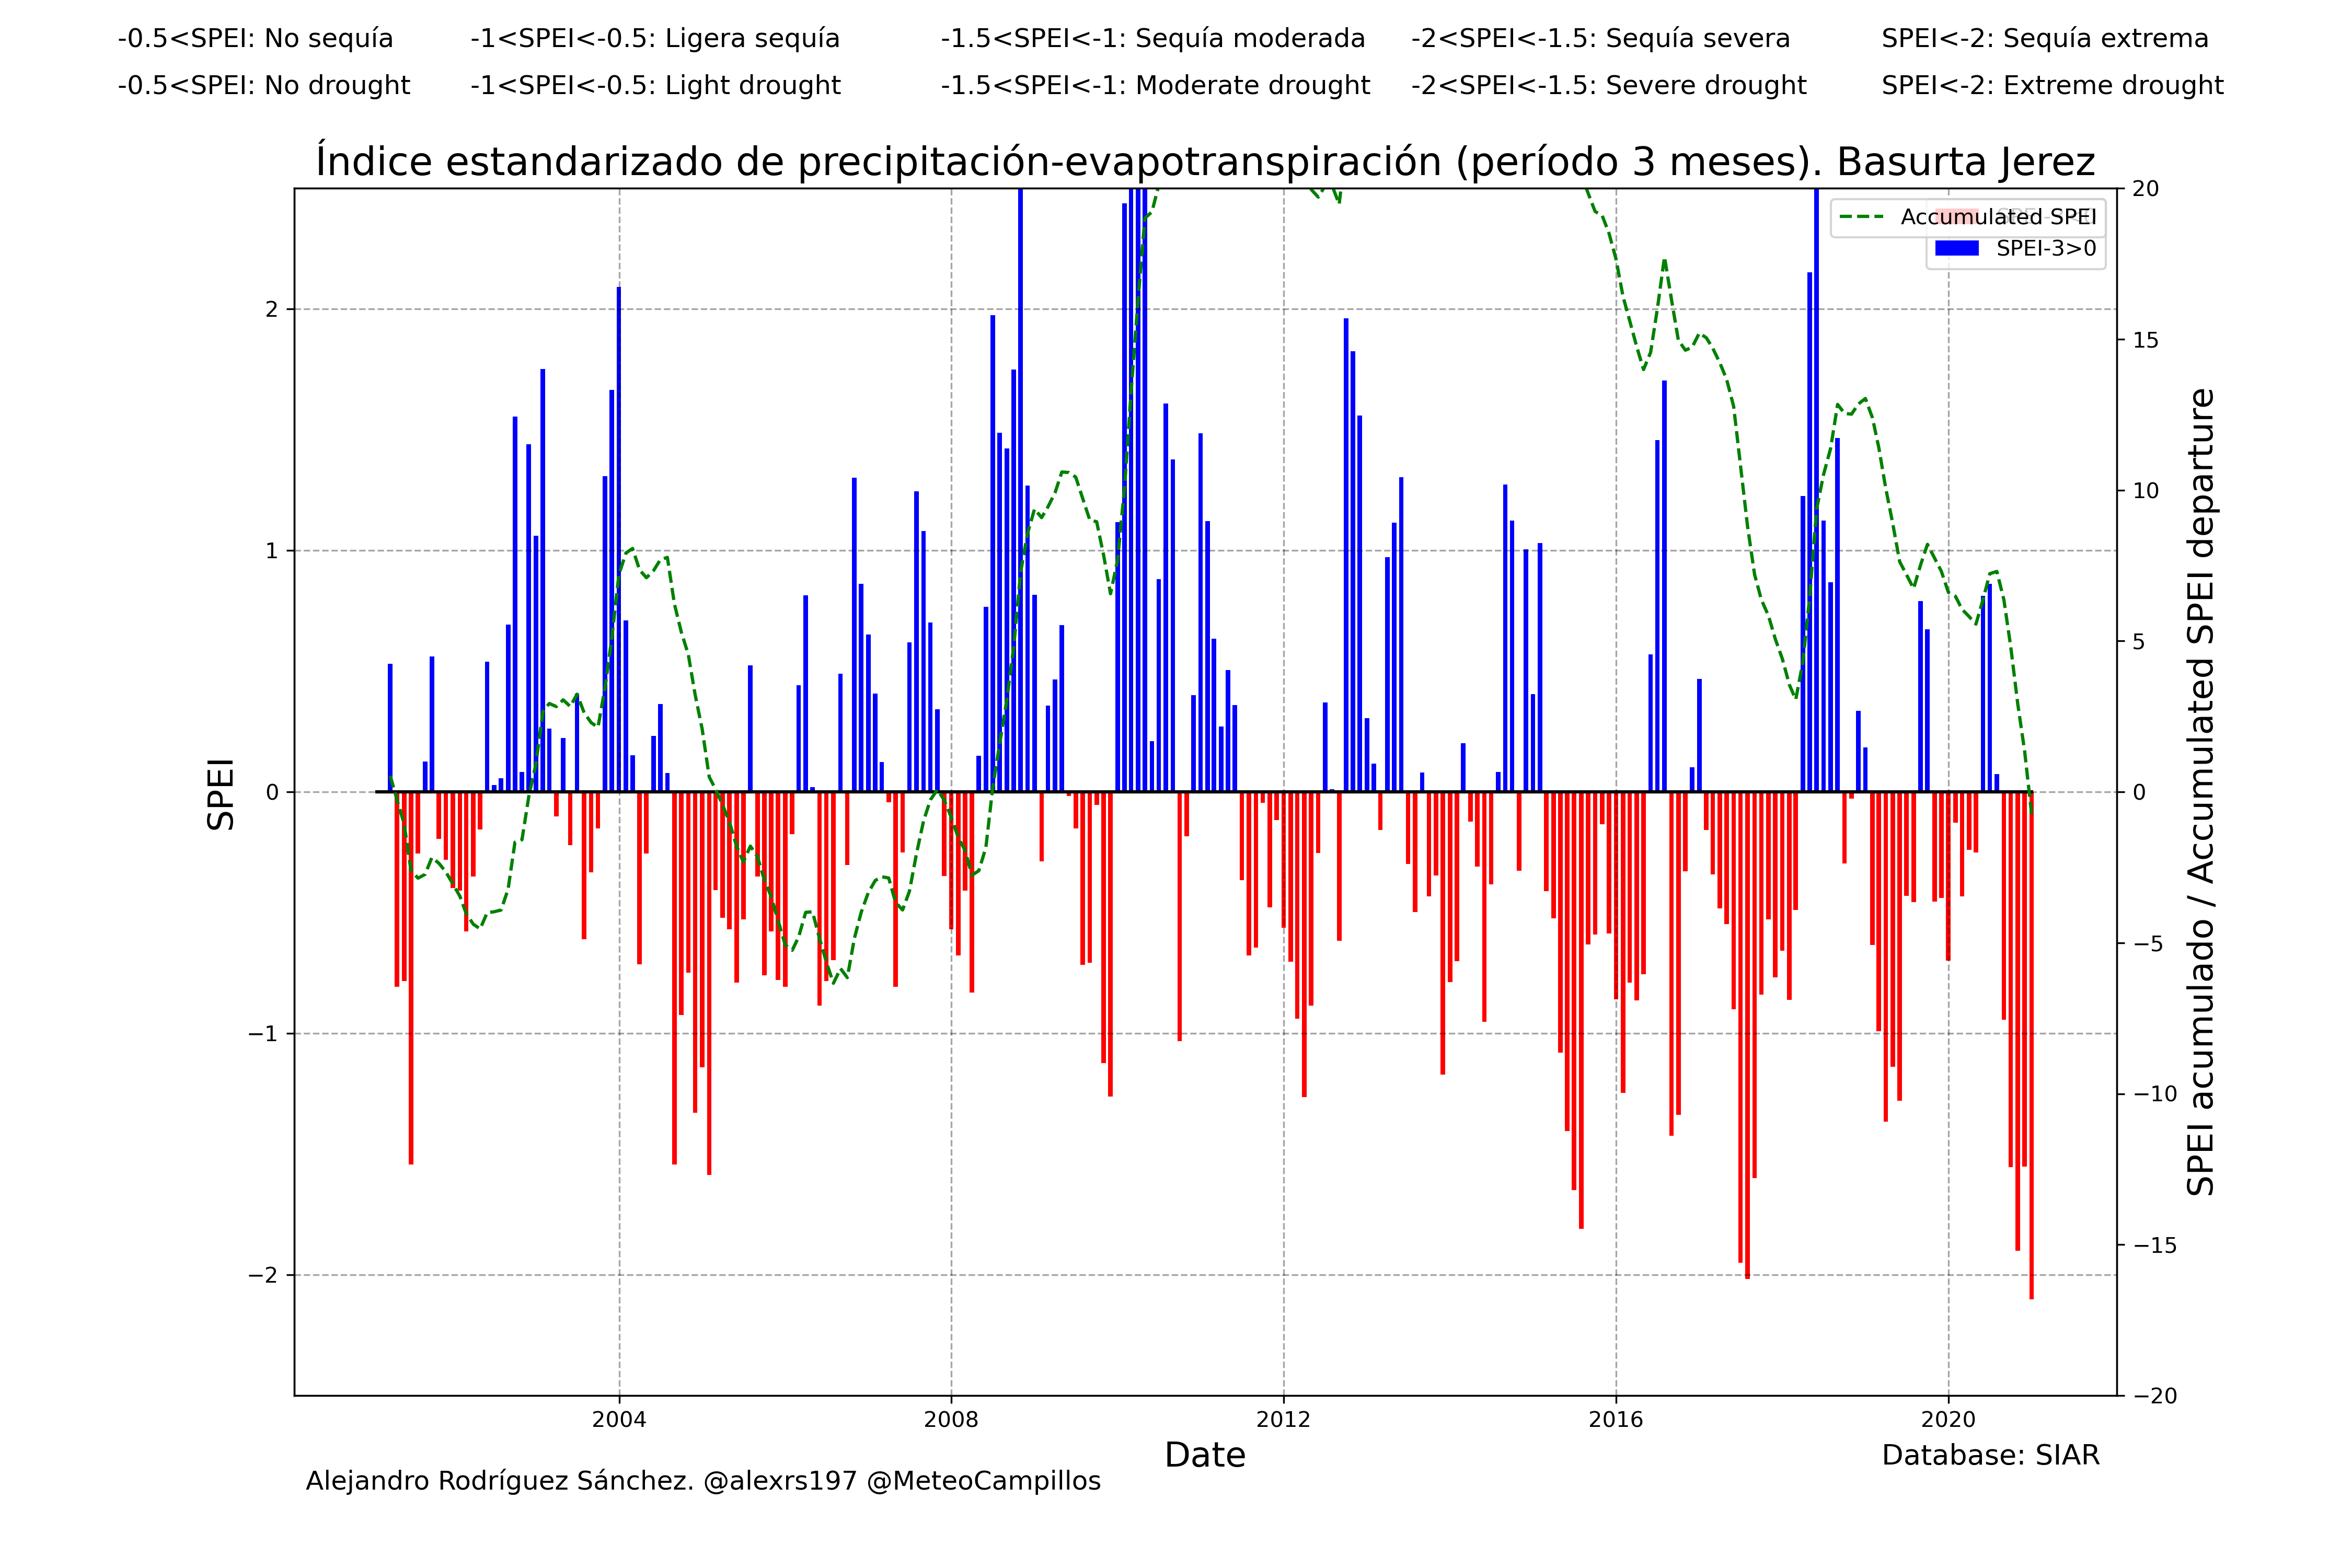 -0.5<SPEI: No sequía -1<SPEI<-0.5: Ligera sequía -1.5<SPEI<-1: Sequía moderada -2<SPEI<-1.5: Sequía severa SPEI<-2: Sequía extrema
-0.5<SPEI: No drought -1<SPEI<-0.5: Light drought -1.5<SPEI<-1: Moderate drought -2<SPEI<-1.5: Severe drought SPEI<-2: Extreme drought
Índice estandarizado de precipitación-evapotranspiración (período 3 meses). Basurta Jerez
Accumulated SPEI
SPEI-3>0
SPEI
2
1
0
−1
−2
20
15
10
5
0
−5
−10
−15
−20
SPEI acumulado / Accumulated SPEI departure
2004 2008 2012 2016 2020
Date
Database: SIAR
Alejandro Rodríguez Sánchez. @alexrs197 @MeteoCampillos